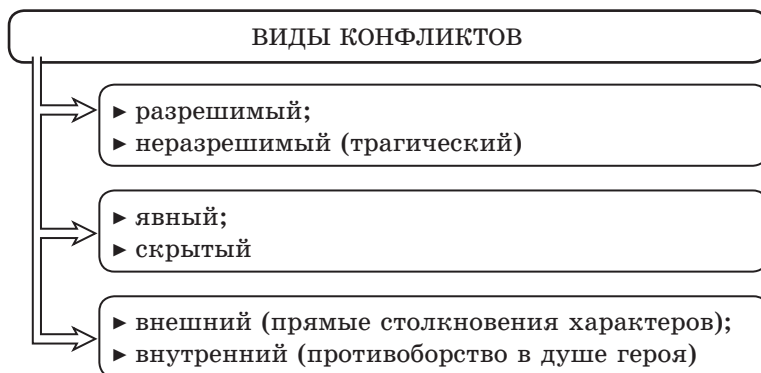 ВИДЫ КОНФЛИКТОВ
► разрешимый;
► неразрешимый (трагический)
► явный;
► скрытый
► внешний (прямые столкновения характеров);
► внутренний (противоборство в душе героя)